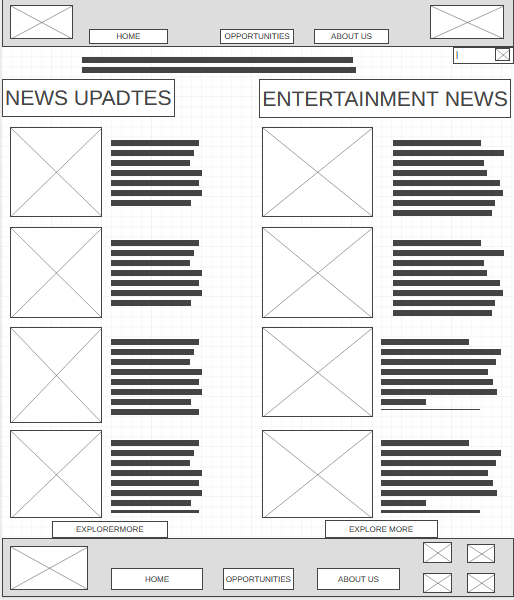 HOME
OPPORTUNITIES
ABOUT US
NEWS UPADTES
ENTERTAINMENT NEWS
EXPLORERMORE
EXPLORE MORE
HOME
OPPORTUNITIES
ABOUT US